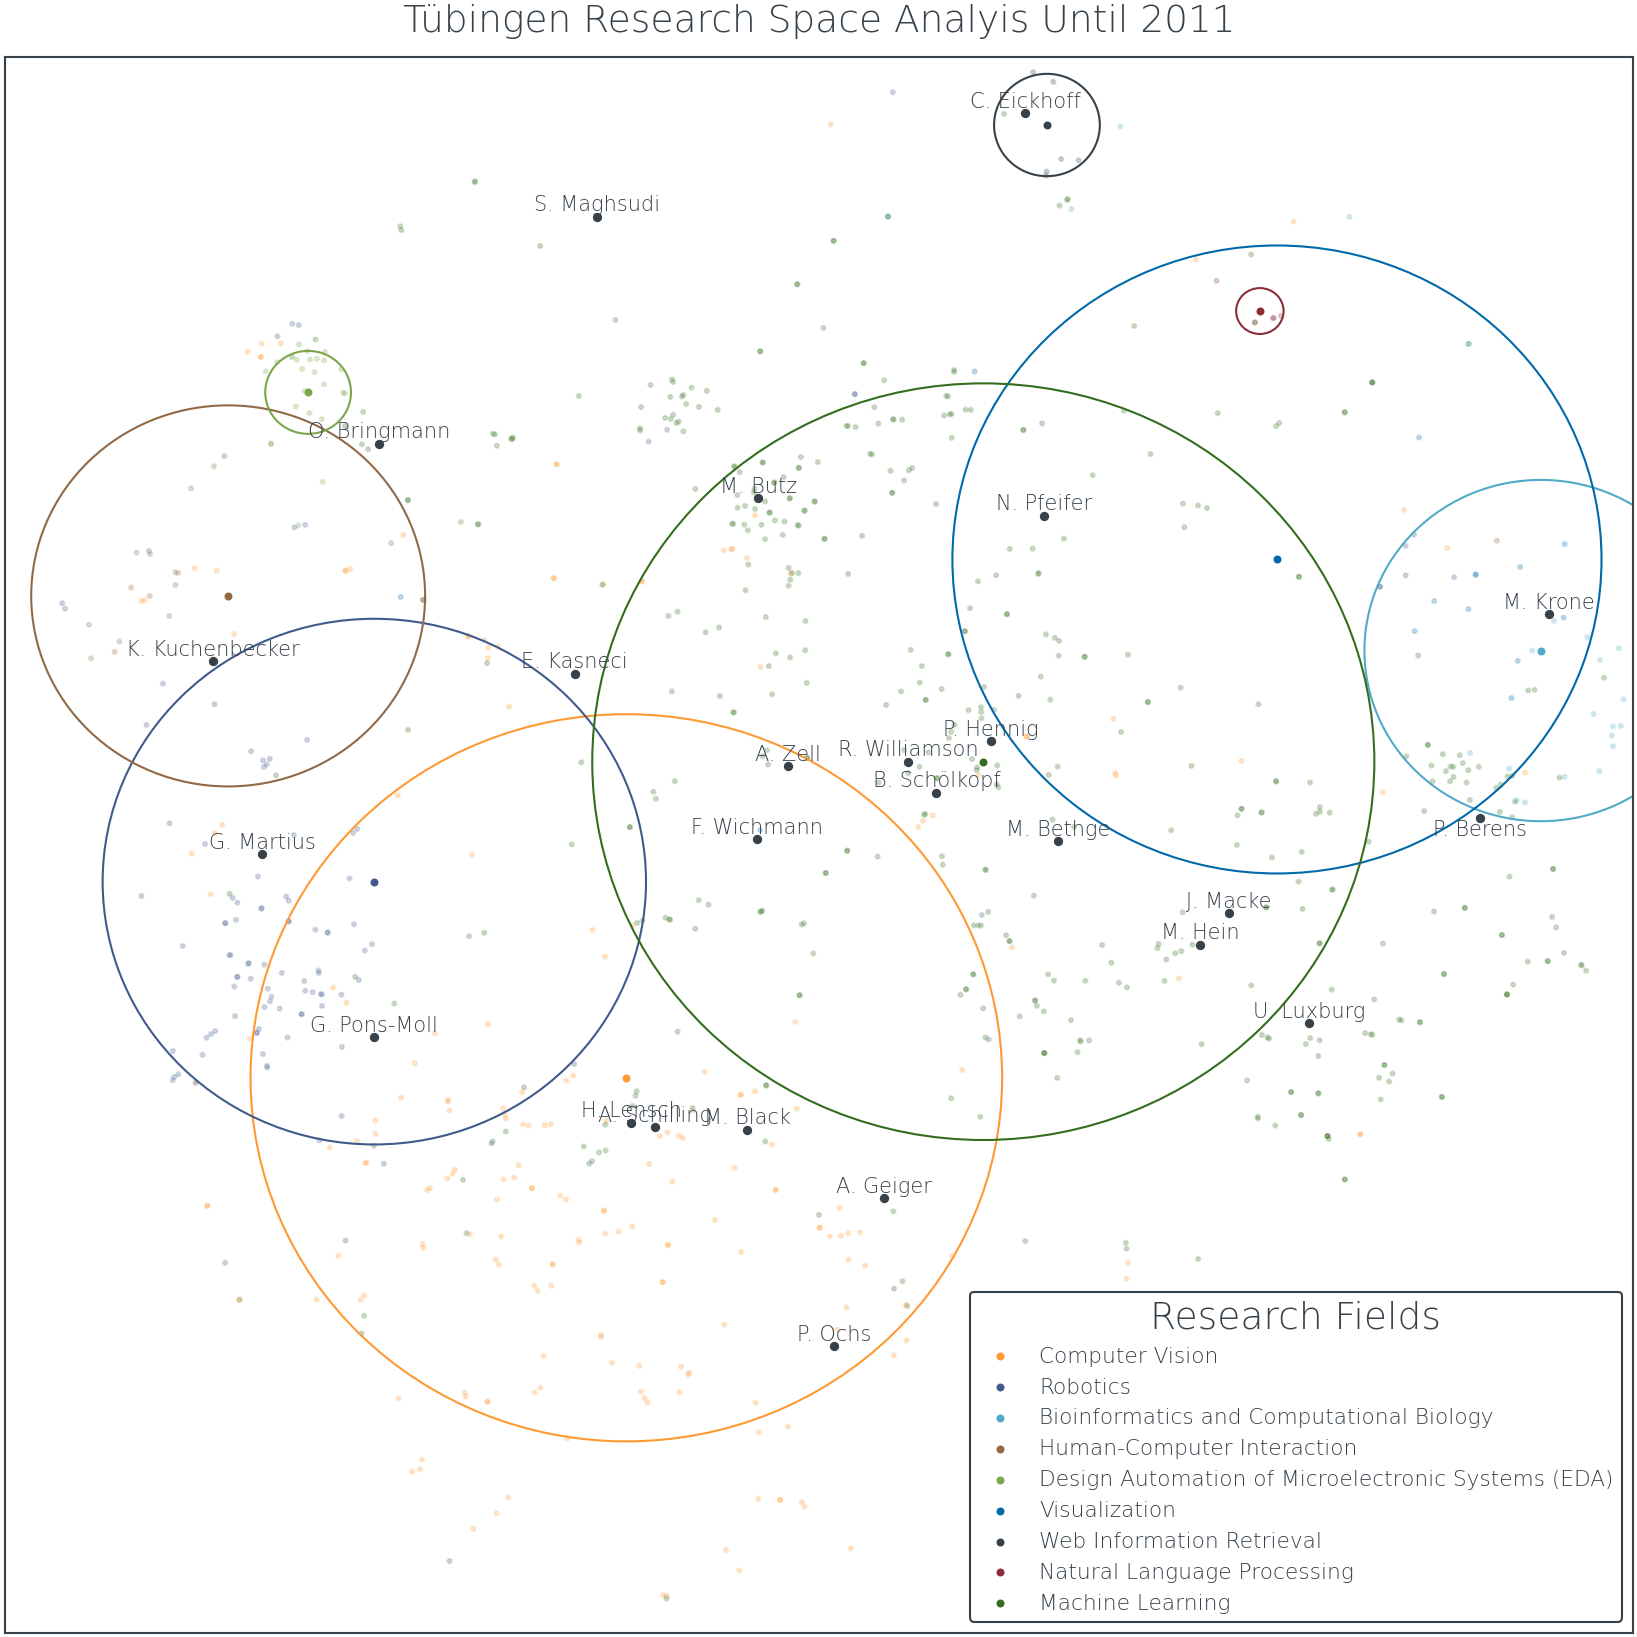 Tübingen Research Space Analyis Until 2011
C. Eickhoff
S. Maghsudi
O. Bringmann
M. Butz
N. Pfeifer
M. Krone
K. Kuchenbecker
E. Kasneci
P. Hennig
R. Williamson
A. Zell
B. Schölkopf
F. Wichmann
M. Bethge
P. Berens
G. Martius
J. Macke
M. Hein
U. Luxburg
G. Pons-Moll
H. Lensch
A. Schilling
M. Black
A. Geiger
P. Ochs
Research Fields
Computer Vision
Robotics
Bioinformatics and Computational Biology
Human-Computer Interaction
Design Automation of Microelectronic Systems (EDA)
Visualization
Web Information Retrieval
Natural Language Processing
Machine Learning